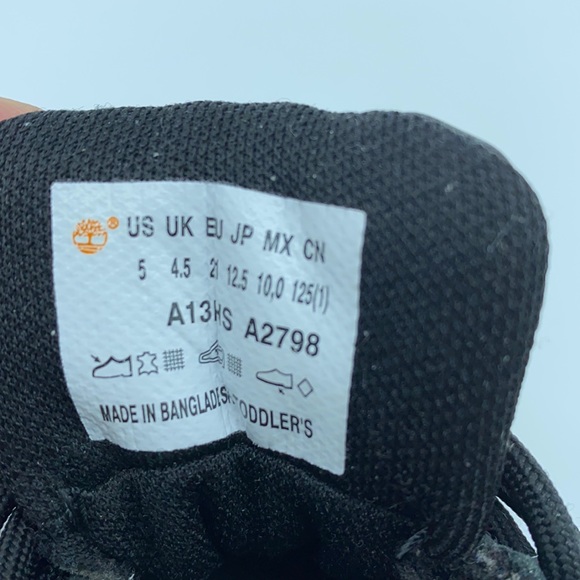 ® US UK EU JP MX CN
5 4.5 21 12.5 10,0 125(1)
A13HS A2798
MADE IN BANGLADESH TODDLER'S